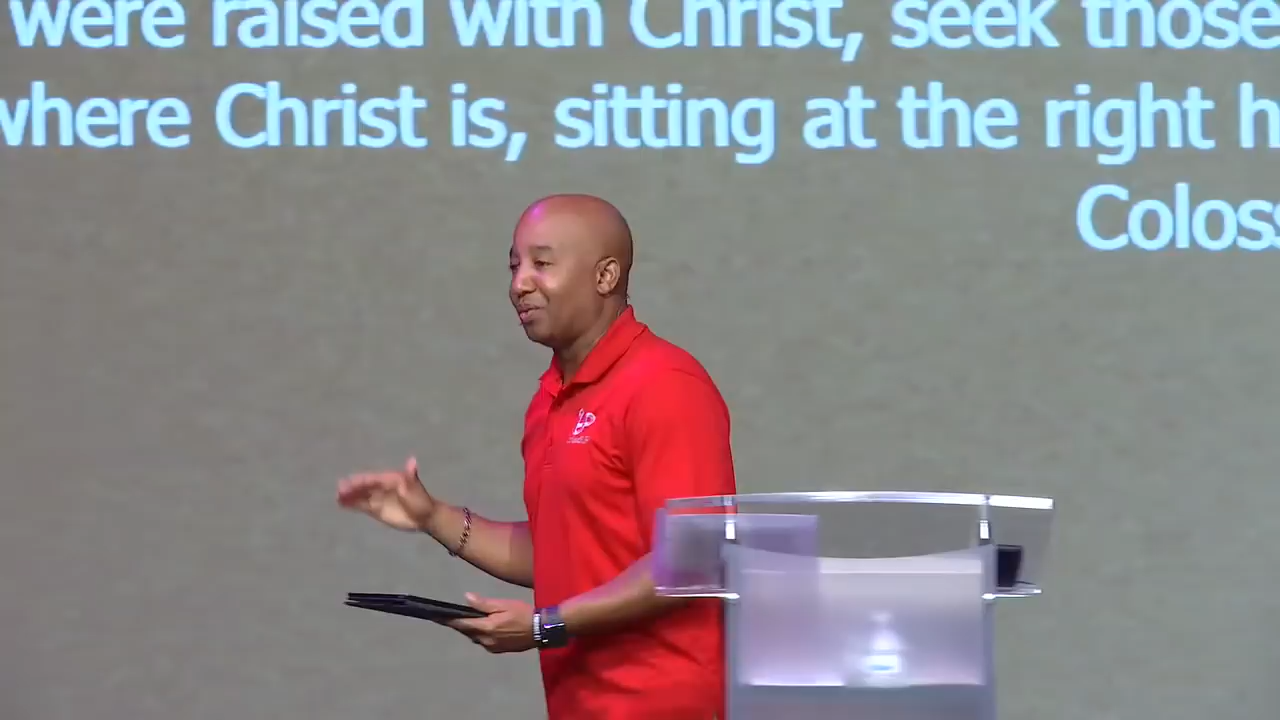 were raised with Christ, seek those
where Christ is, sitting at the right h
Coloss